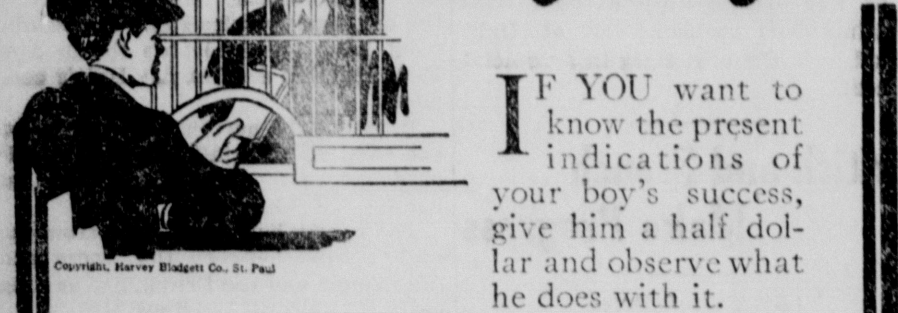 IF YOU want to
know the present
indications of
your boy's success,
give him a half dol-
lar and observe what
he does with it.
Copyright, Harvey Blodgett Co., St. Paul